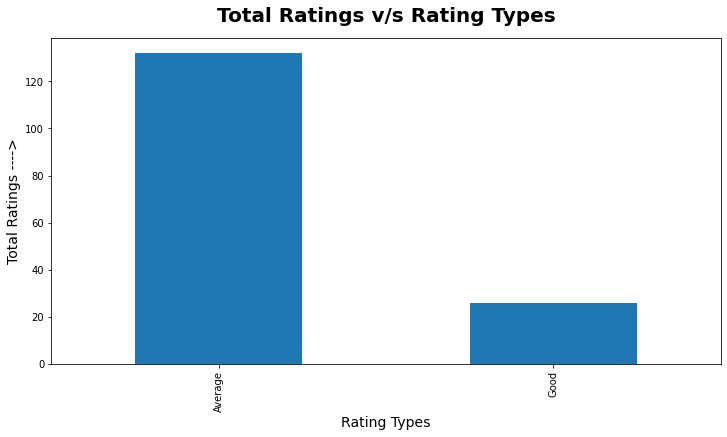 Total Ratings v/s Rating Types
Total Ratings ---->
120
100
80
60
40
20
0
Average
Good
Rating Types